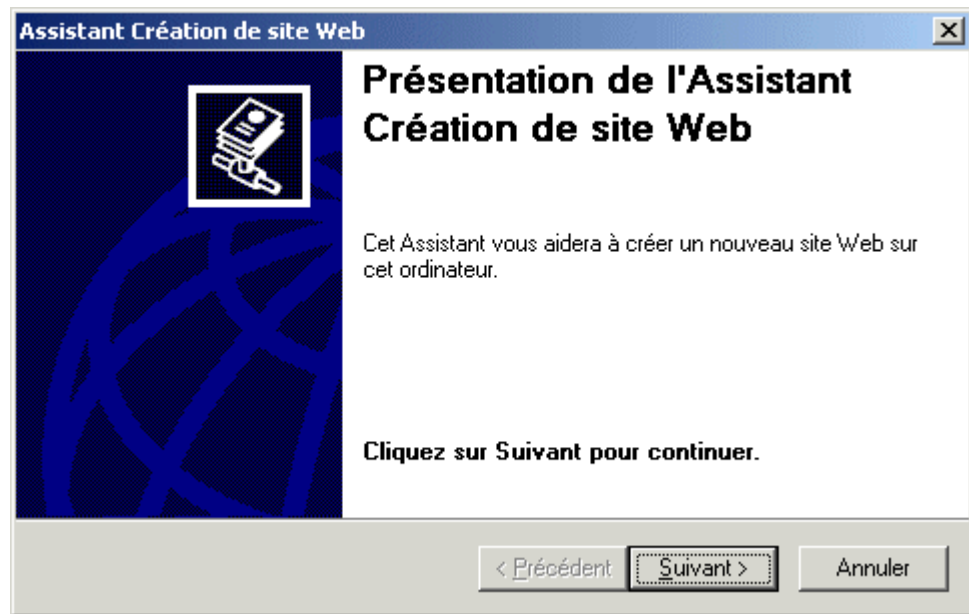 Assistant Création de site Web
Présentation de l'Assistant
Création de site Web
Cet Assistant vous aidera à créer un nouveau site Web sur
cet ordinateur.
Cliquez sur Suivant pour continuer.
< Précédent Suivant > Annuler